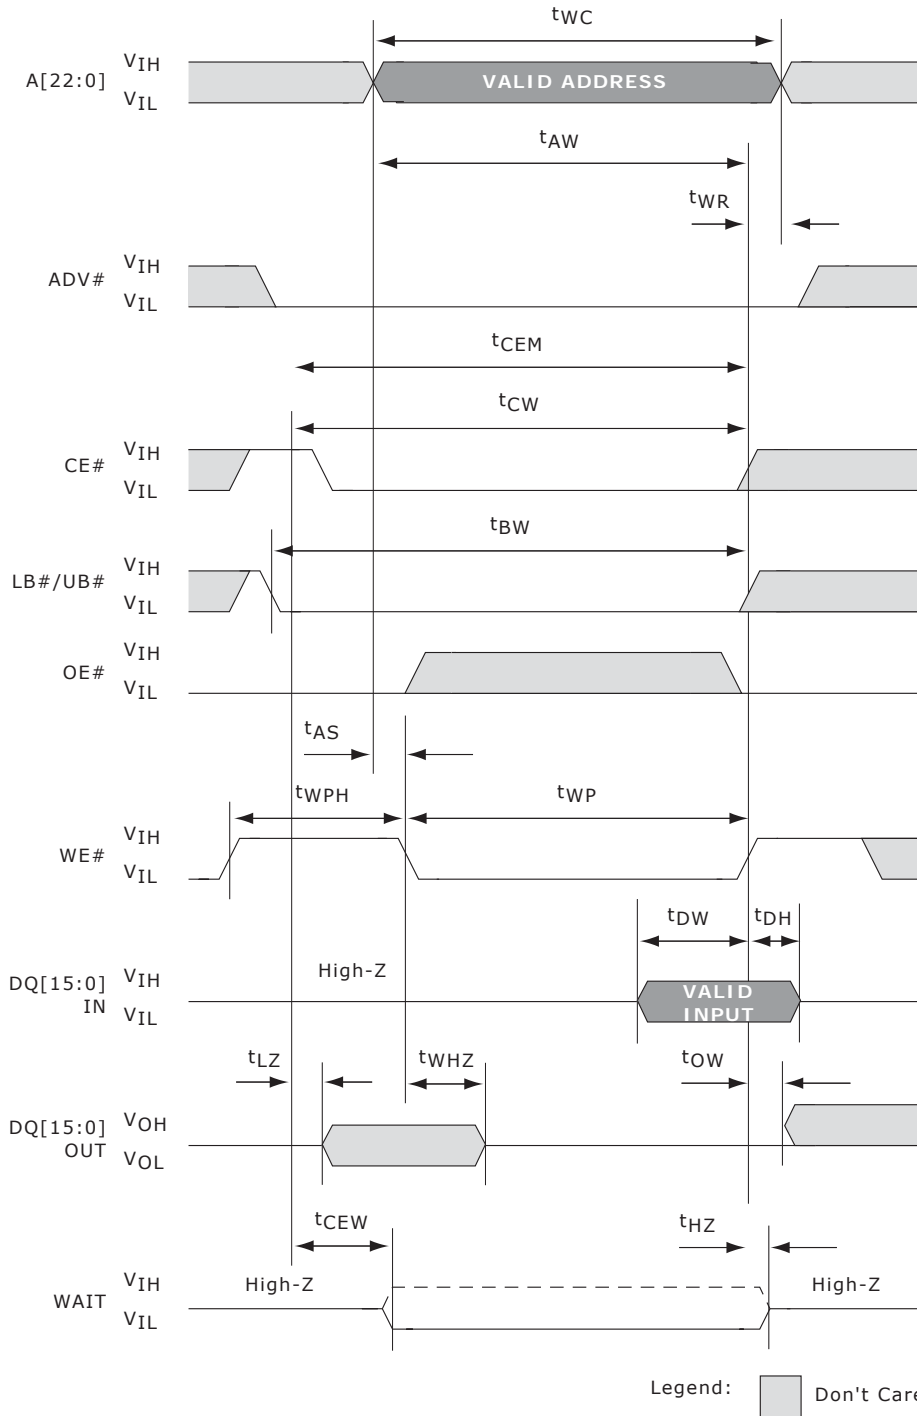 tWC
A[22:0]
VIH
VIL
VALID ADDRESS
tAW
tWR
ADV#
VIH
VIL
tCEM
tCW
CE#
VIH
VIL
tBW
LB#/UB#
VIH
VIL
OE#
VIH
VIL
tAS
tWPH
tWP
WE#
VIH
VIL
tDW
tDH
DQ[15:0]
IN
VIH
VIL
High-Z
VALID
INPUT
tLZ
tWHZ
tOW
DQ[15:0]
OUT
VOH
VOL
tCEW
tHZ
WAIT
VIH
VIL
High-Z
High-Z
Legend:
Don't Care